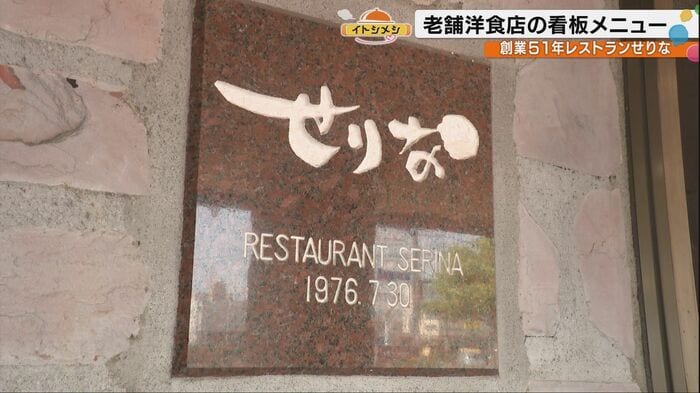 イトシメシ
老舗洋食店の看板メニュー
創業51年レストランせりな
せりな
RESTAURANT SERINA
1976.7.30